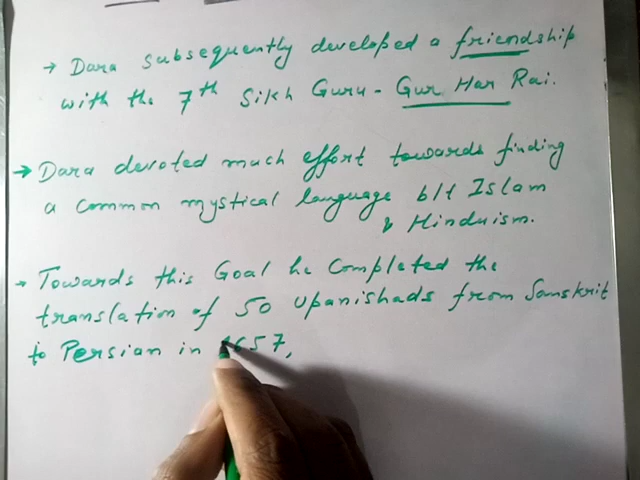 → Dara subsequently developed a friendship
with the 7th Sikh Guru - Gur Har Rai.
→ Dara devoted much effort towards finding
a common mystical language b/t Islam
& Hinduism.
→ Towards this Goal he completed the
translation of 50 Upanishads from Sanskrit
to Persian in 1657,